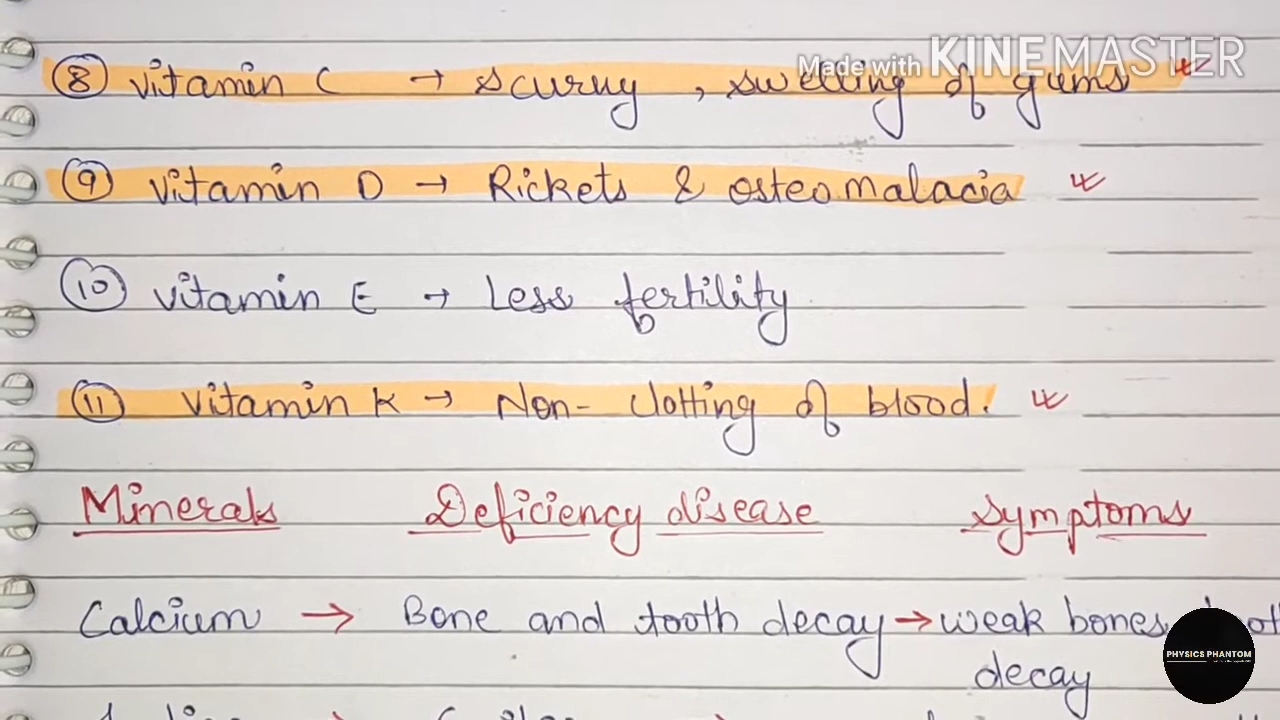 Made with KINEMASTER
⑧ Vitamin C → Scurvy , swelling of gums
⑨ Vitamin D → Rickets & osteomalacia
⑩ Vitamin E → Less fertility
⑪ Vitamin K → Non- Clotting of blood.
Minerals Deficiency disease Symptoms
Calcium → Bone and tooth decay → weak bones,
decay
PHYSICS PHANTOM